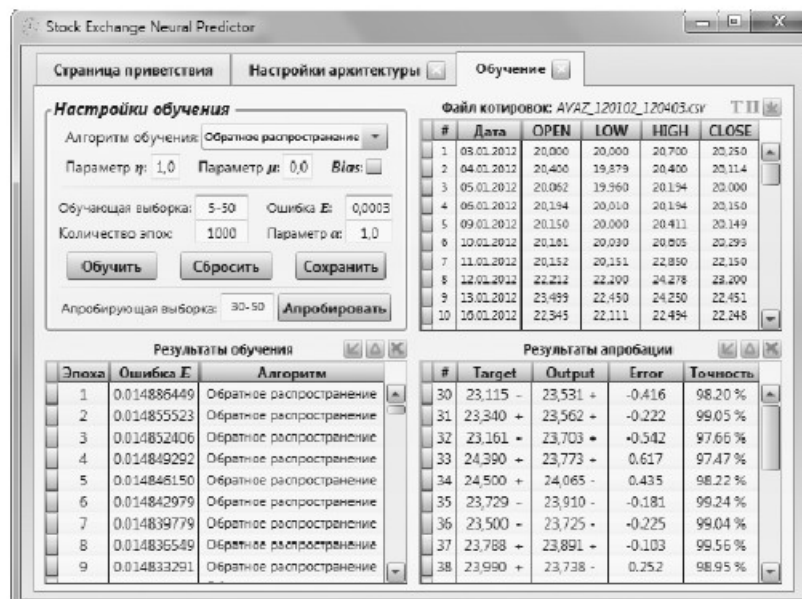 Stock Exchange Neural Predictor
Страница приветствия Настройки архитектуры Обучение
Настройки обучения
Алгоритм обучения: Обратное распространение
Параметр η: 1,0 Параметр μ: 0,0 Bias:
Обучающая выборка: 5-50 Ошибка E: 0,0003
Количество эпох: 1000 Параметр α: 1,0
Обучить Сбросить Сохранить
Апробирующая выборка: 30-50 Апробировать
Файл котировок: AVAZ_120102_120403.csv
# Дата OPEN LOW HIGH CLOSE
1 03.01.2012 20,000 20,000 20,700 20,250
2 04.01.2012 20,400 19,879 20,400 20,114
3 05.01.2012 20,062 19,960 20,194 20,000
4 06.01.2012 20,194 20,010 20,194 20,150
5 09.01.2012 20,150 20,000 20,411 20,149
6 10.01.2012 20,161 20,030 20,605 20,293
7 11.01.2012 20,152 20,151 22,850 22,150
8 12.01.2012 22,212 22,200 24,278 23,200
9 13.01.2012 23,499 22,450 24,250 22,451
10 16.01.2012 22,345 22,111 22,494 22,248
Результаты обучения
Эпоха Ошибка E Алгоритм
1 0.014886449 Обратное распространение
2 0.014855523 Обратное распространение
3 0.014852406 Обратное распространение
4 0.014849292 Обратное распространение
5 0.014846150 Обратное распространение
6 0.014842979 Обратное распространение
7 0.014839779 Обратное распространение
8 0.014836549 Обратное распространение
9 0.014833291 Обратное распространение
Результаты апробации
# Target Output Error Точность
30 23,115 - 23,531 + -0.416 98.20 %
31 23,340 + 23,562 + -0.222 99.05 %
32 23,161 - 23,703 + -0.542 97.66 %
33 24,390 + 23,773 + 0.617 97.47 %
34 24,500 + 24,065 - 0.435 98.22 %
35 23,729 - 23,910 - -0.181 99.24 %
36 23,500 - 23,725 - -0.225 99.04 %
37 23,788 + 23,891 + -0.103 99.56 %
38 23,990 + 23,738 - 0.252 98.95 %